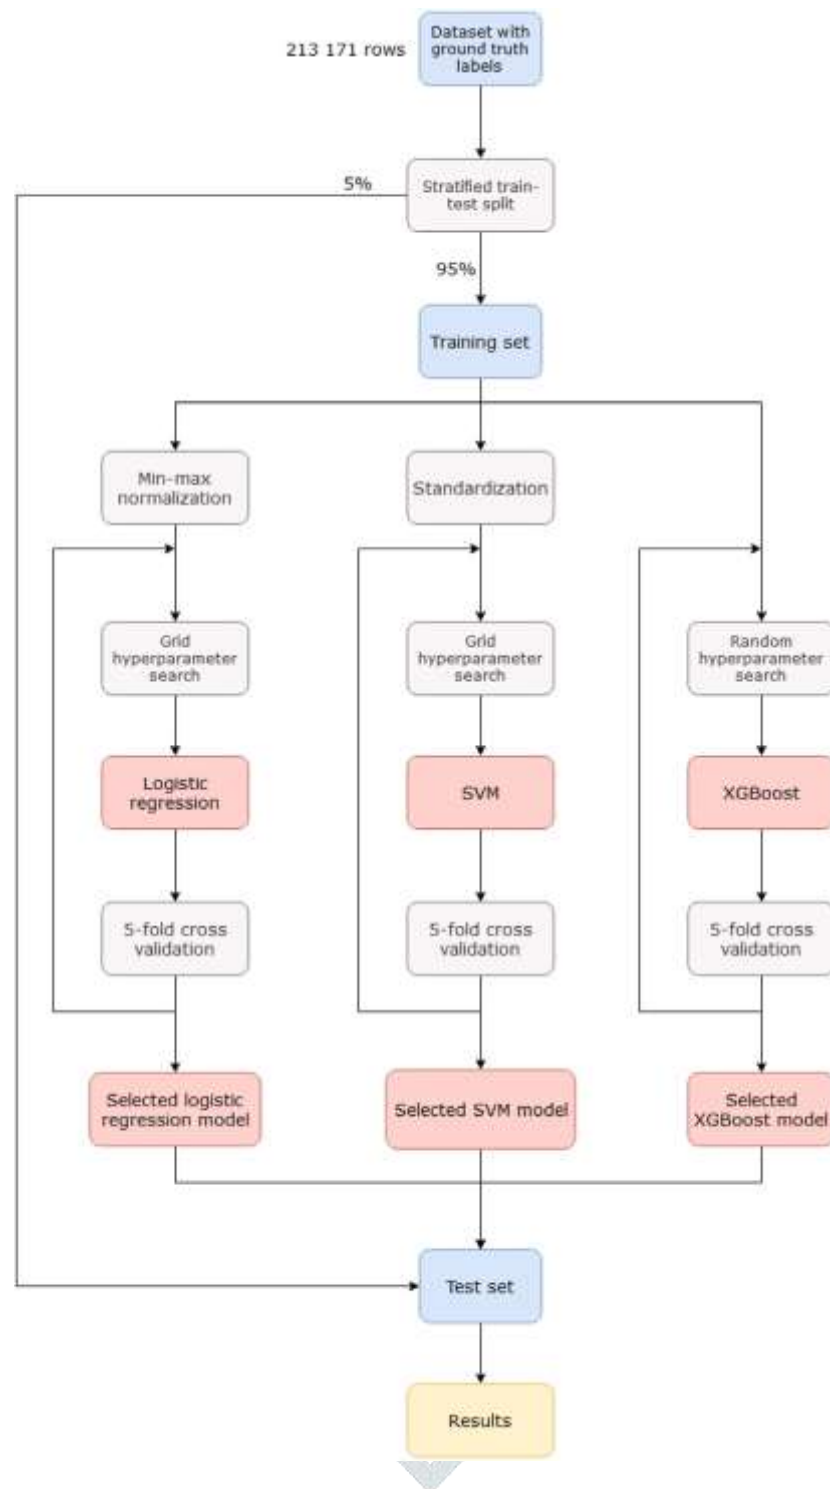 213 171 rows
Dataset with
ground truth
labels
5%
Stratified train-
test split
95%
Training set
Min-max
normalization
Standardization
Grid
hyperparameter
search
Grid
hyperparameter
search
Random
hyperparameter
search
Logistic
regression
SVM
XGBoost
5-fold cross
validation
5-fold cross
validation
5-fold cross
validation
Selected logistic
regression model
Selected SVM model
Selected
XGBoost model
Test set
Results